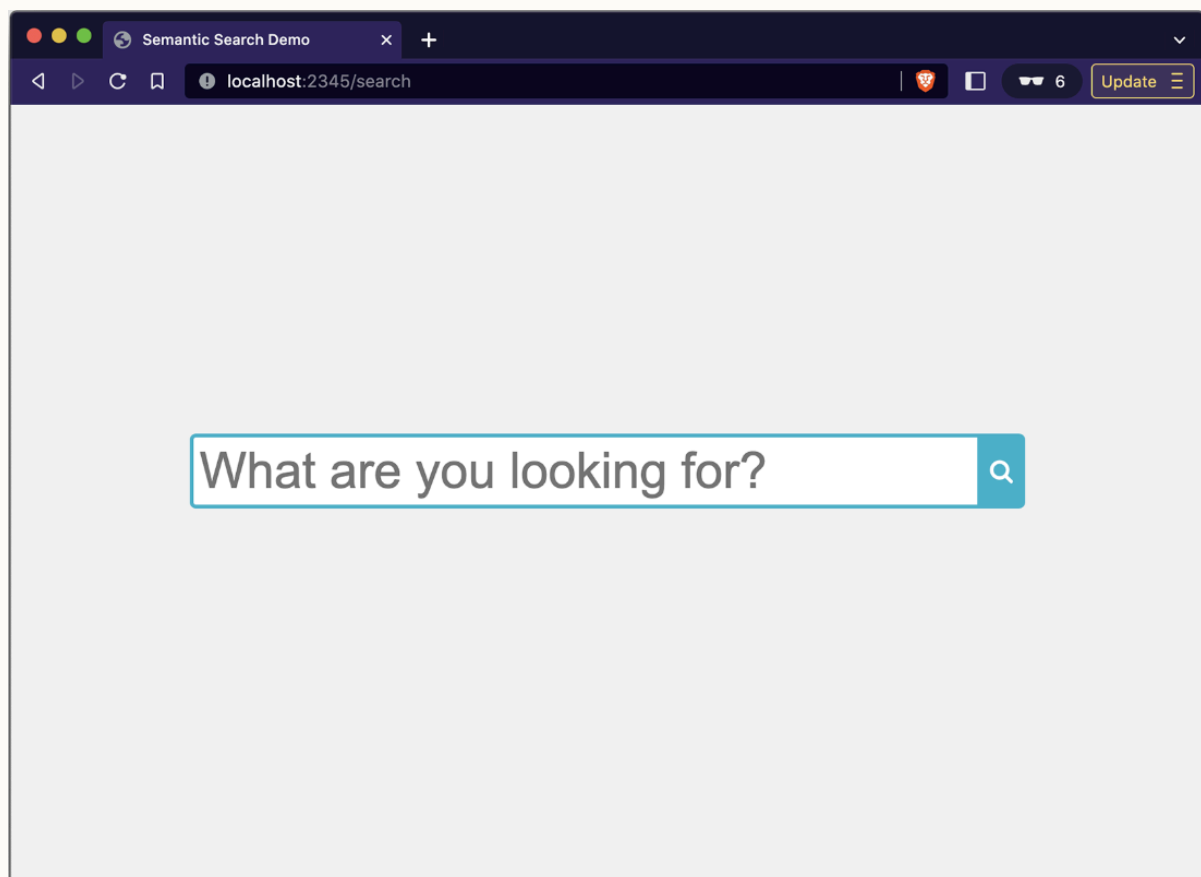 Semantic Search Demo
localhost:2345/search
6
Update
What are you looking for?